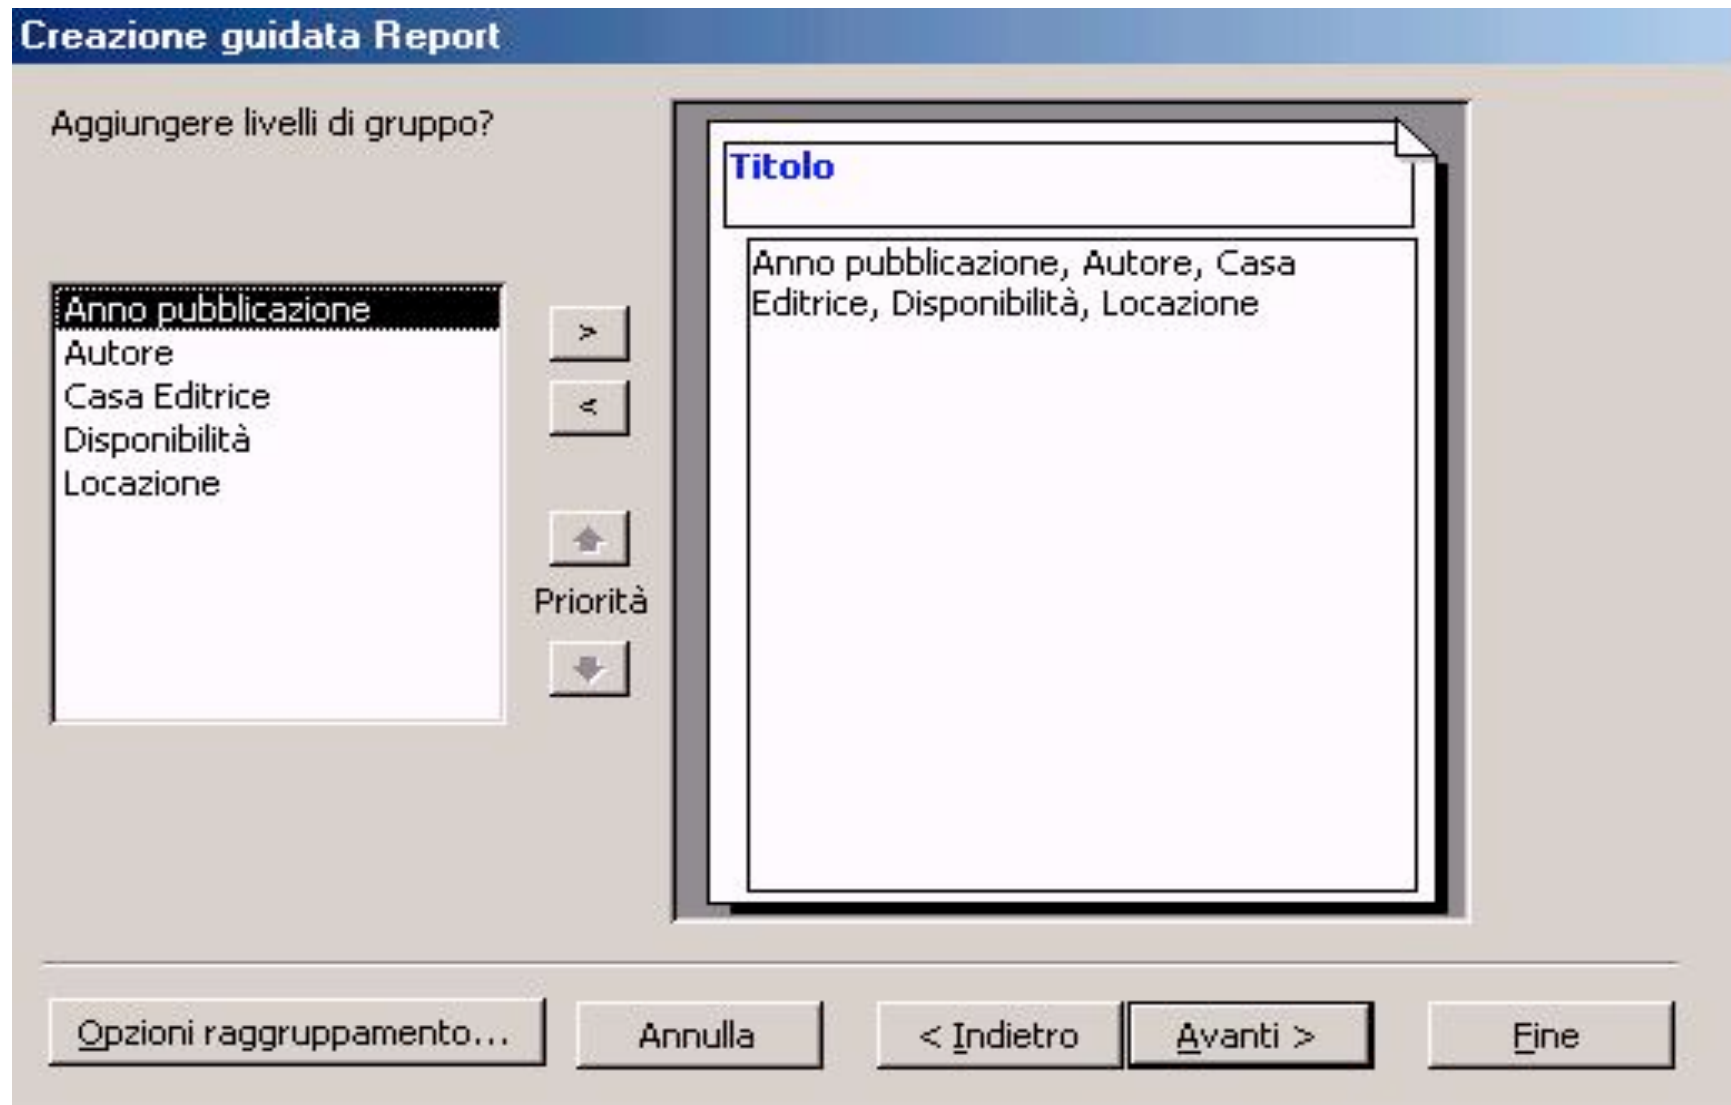 Creazione guidata Report
Aggiungere livelli di gruppo?
Anno pubblicazione
Autore
Casa Editrice
Disponibilità
Locazione
>
<
Priorità
Titolo
Anno pubblicazione, Autore, Casa
Editrice, Disponibilità, Locazione
Opzioni raggruppamento...
Annulla
< Indietro
Avanti >
Fine